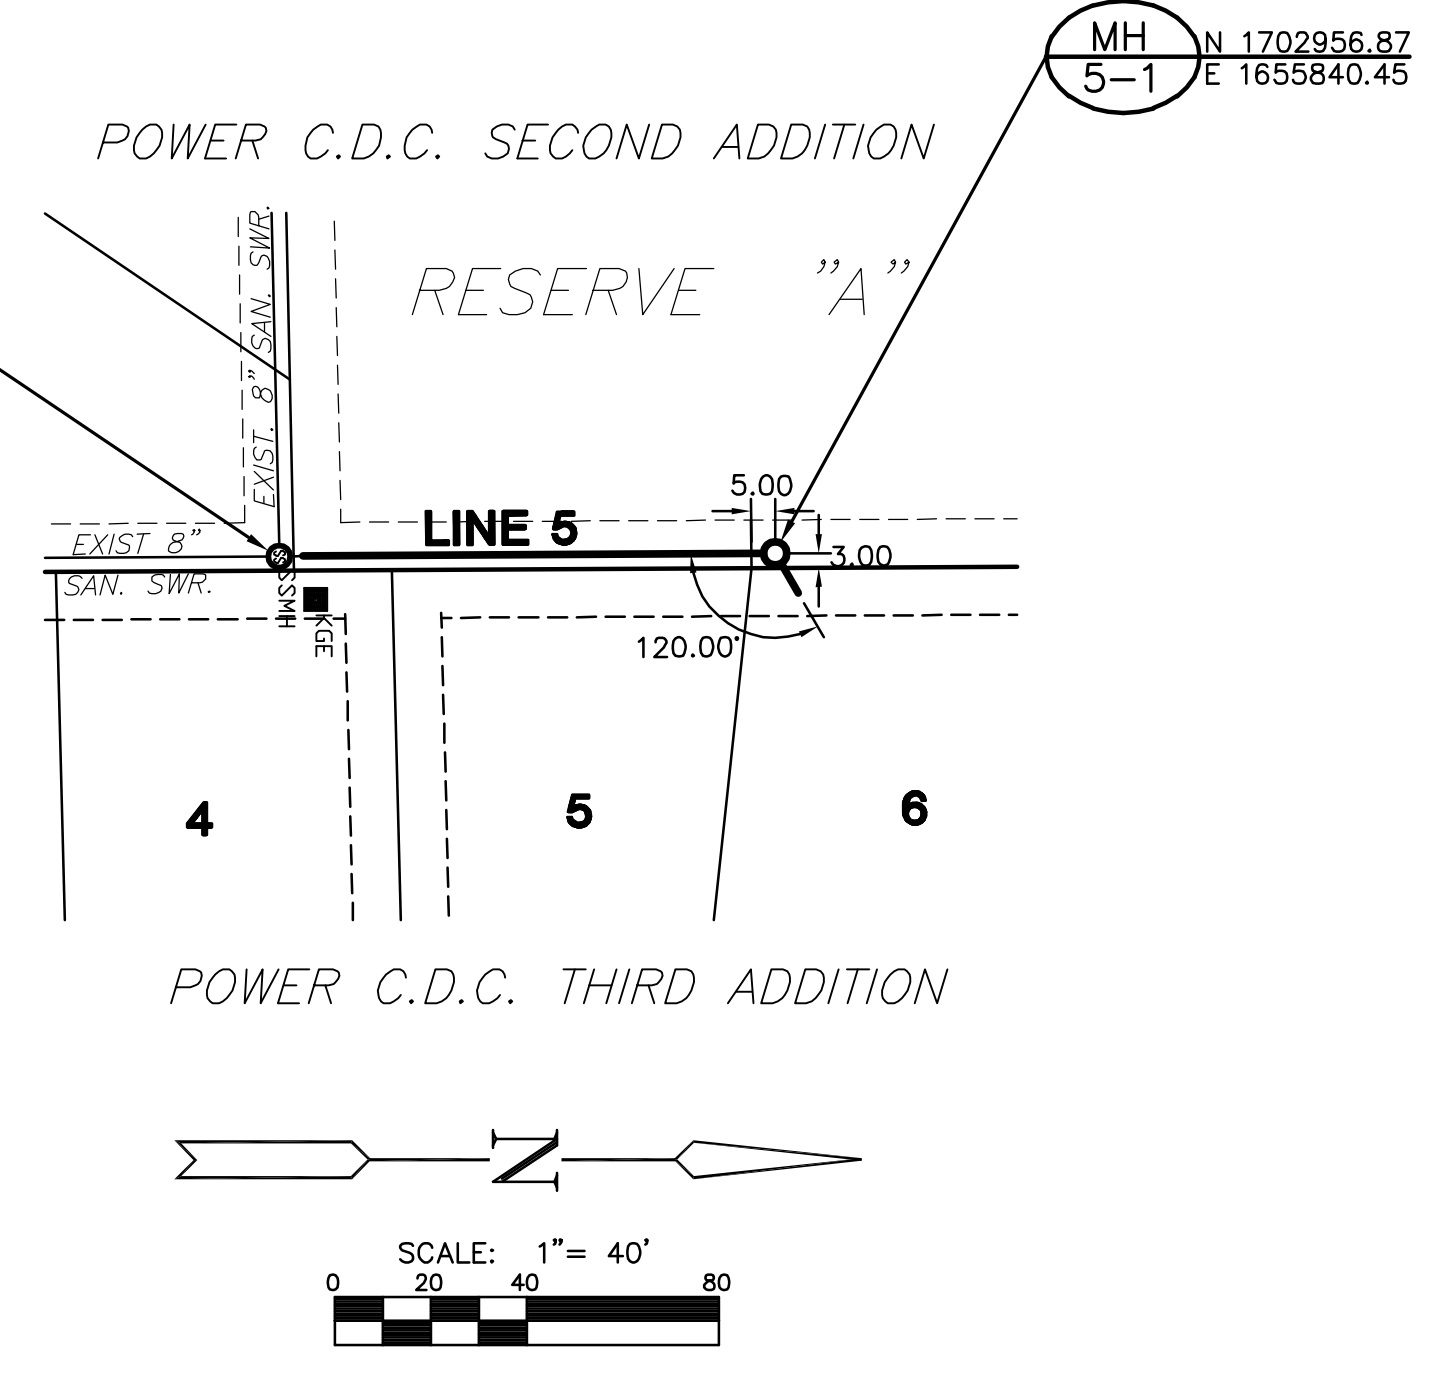 MH
5-1
N 1702956.87
E 1655840.45
POWER C.D.C. SECOND ADDITION
EXIST. 8" SAN. SWR.
RESERVE "A"
5.00
LINE 5
EXIST 8"
SAN. SWR.
SS
SSMH
KGE
3.00
120.00°
4
5
6
POWER C.D.C. THIRD ADDITION
N
SCALE: 1"= 40'
0 20 40 80